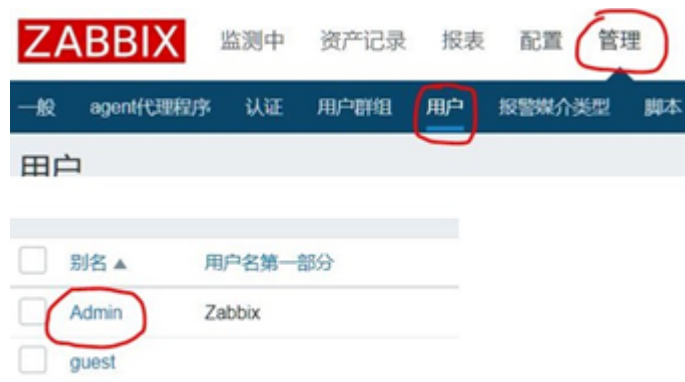 ZABBIX 监测中 资产记录 报表 配置 管理
一般 agent代理程序 认证 用户群组 用户 报警媒介类型 脚本
用户
别名 ▲ 用户名第一部分
Admin Zabbix
guest